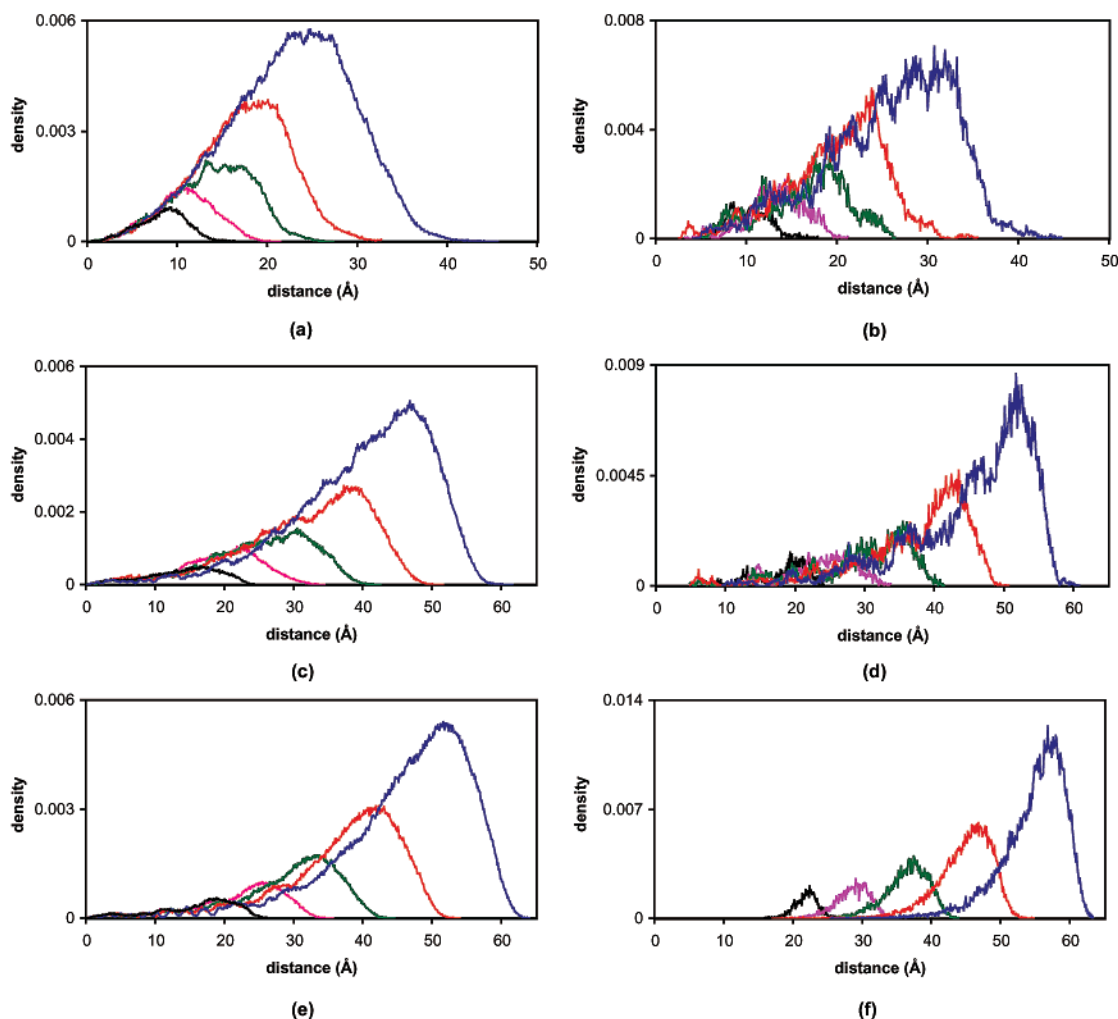 0.006
0.003
0
density
0 10 20 30 40 50
distance (Å)
(a)
0.008
0.004
0
density
0 10 20 30 40 50
distance (Å)
(b)
0.006
0.004
0.002
0
density
0 10 20 30 40 50 60
distance (Å)
(c)
0.009
0.0045
0
density
0 10 20 30 40 50 60
distance (Å)
(d)
0.006
0.003
0
density
0 10 20 30 40 50 60
distance (Å)
(e)
0.014
0.007
0
density
0 10 20 30 40 50 60
distance (Å)
(f)